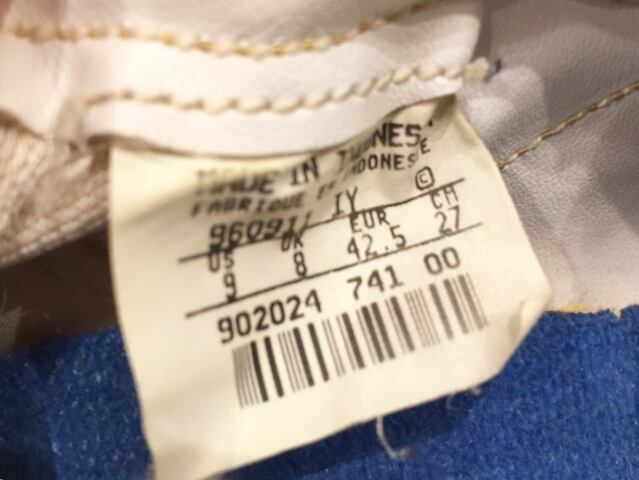 MADE IN INDONES
FABRIQUE EN INDONESIE
960911 IY ©
US UK EUR CM
9 8 42.5 27
902024 741 00